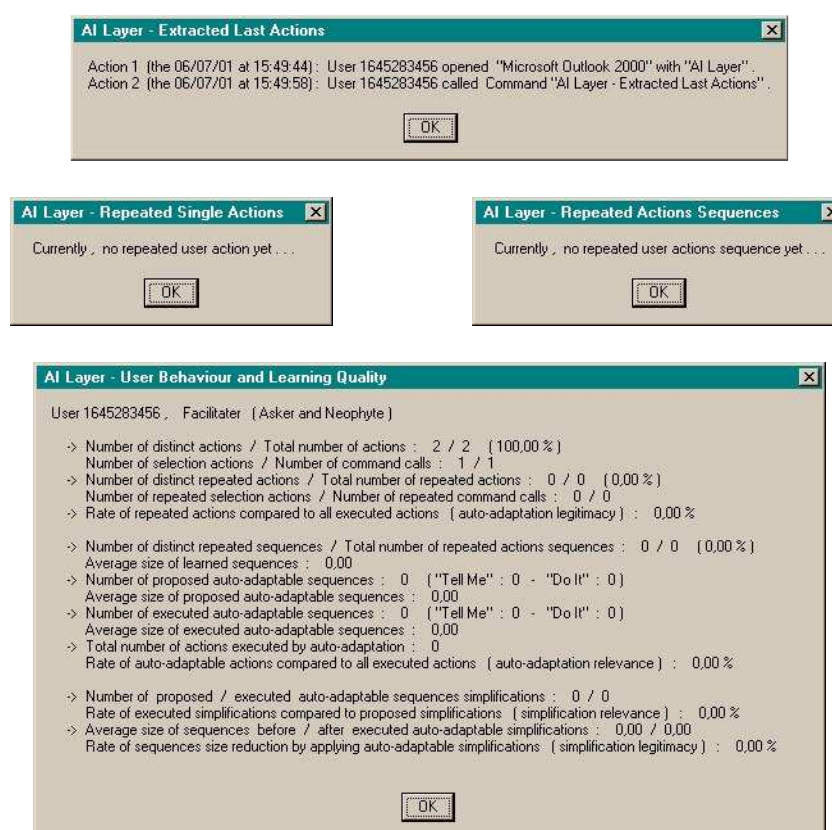 AI Layer - Extracted Last Actions
Action 1 (the 06/07/01 at 15:49:44) : User 1645283456 opened "Microsoft Outlook 2000" with "AI Layer" .
Action 2 (the 06/07/01 at 15:49:58) : User 1645283456 called Command "AI Layer - Extracted Last Actions" .
OK
AI Layer - Repeated Single Actions
Currently , no repeated user action yet . . .
OK
AI Layer - Repeated Actions Sequences
Currently , no repeated user actions sequence yet . . .
OK
AI Layer - User Behaviour and Learning Quality
User 1645283456 , Facilitater ( Asker and Neophyte )
-> Number of distinct actions / Total number of actions : 2 / 2 ( 100,00 % )
Number of selection actions / Number of command calls : 1 / 1
-> Number of distinct repeated actions / Total number of repeated actions : 0 / 0 ( 0,00 % )
Number of repeated selection actions / Number of repeated command calls : 0 / 0
-> Rate of repeated actions compared to all executed actions ( auto-adaptation legitimacy ) : 0,00 %
-> Number of distinct repeated sequences / Total number of repeated actions sequences : 0 / 0 ( 0,00 % )
Average size of learned sequences : 0,00
-> Number of proposed auto-adaptable sequences : 0 ( "Tell Me" : 0 - "Do It" : 0 )
Average size of proposed auto-adaptable sequences : 0,00
-> Number of executed auto-adaptable sequences : 0 ( "Tell Me" : 0 - "Do It" : 0 )
Average size of executed auto-adaptable sequences : 0,00
-> Total number of actions executed by auto-adaptation : 0
Rate of auto-adaptable actions compared to all executed actions ( auto-adaptation relevance ) : 0,00 %
-> Number of proposed / executed auto-adaptable sequences simplifications : 0 / 0
Rate of executed simplifications compared to proposed simplifications ( simplification relevance ) : 0,00 %
-> Average size of sequences before / after executed auto-adaptable simplifications : 0,00 / 0,00
Rate of sequences size reduction by applying auto-adaptable simplifications ( simplification legitimacy ) : 0,00 %
OK